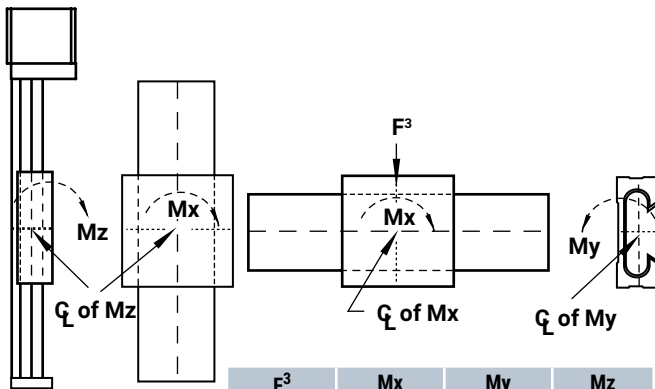 F³
Mx
Mx
Mz
My
℄ of Mz
℄ of Mx
℄ of My
F³ Mx My Mz